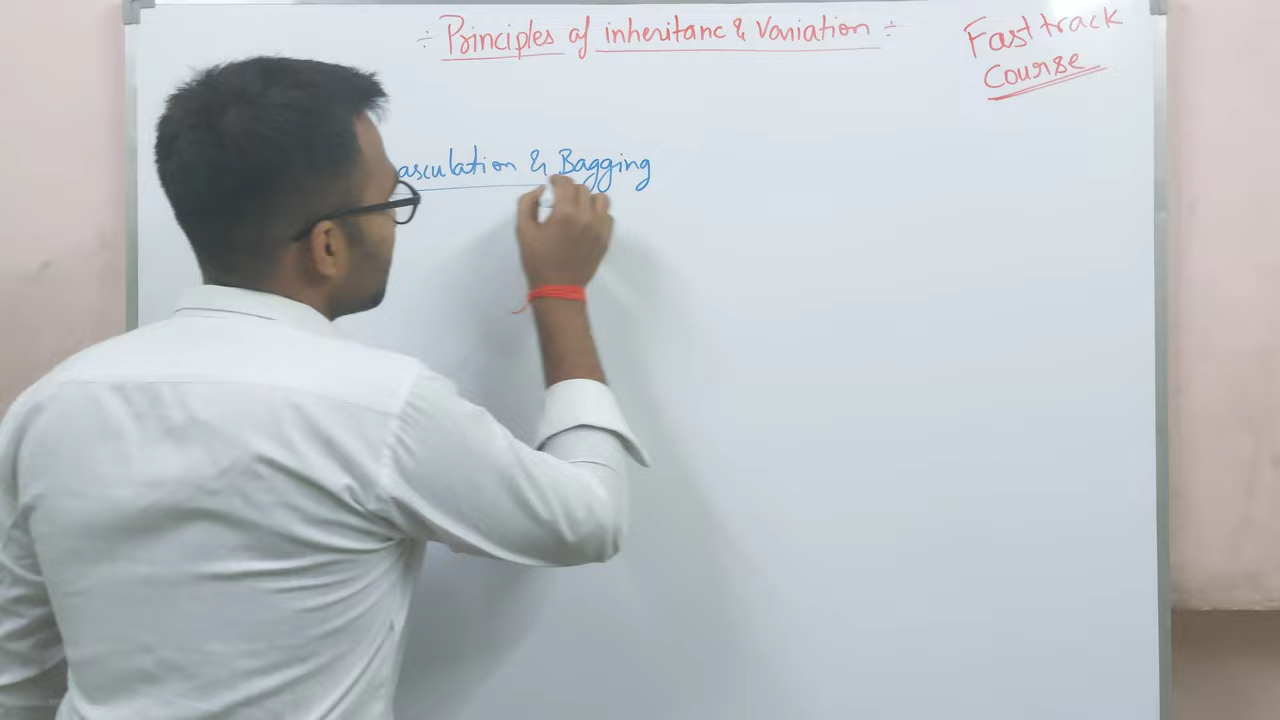 ÷ Principles of inheritanc & Variation ÷
Fast track
Course
asculation & Bagging